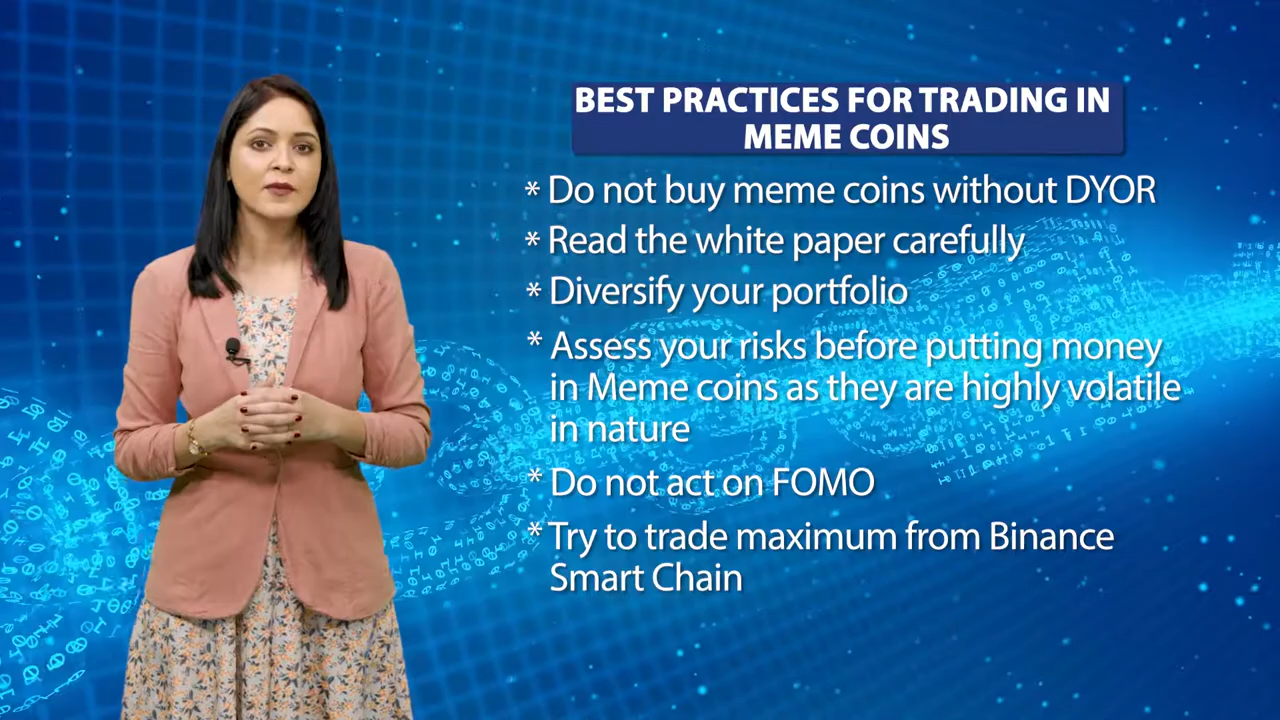 BEST PRACTICES FOR TRADING IN
MEME COINS
* Do not buy meme coins without DYOR
* Read the white paper carefully
* Diversify your portfolio
* Assess your risks before putting money
in Meme coins as they are highly volatile
in nature
* Do not act on FOMO
* Try to trade maximum from Binance
Smart Chain